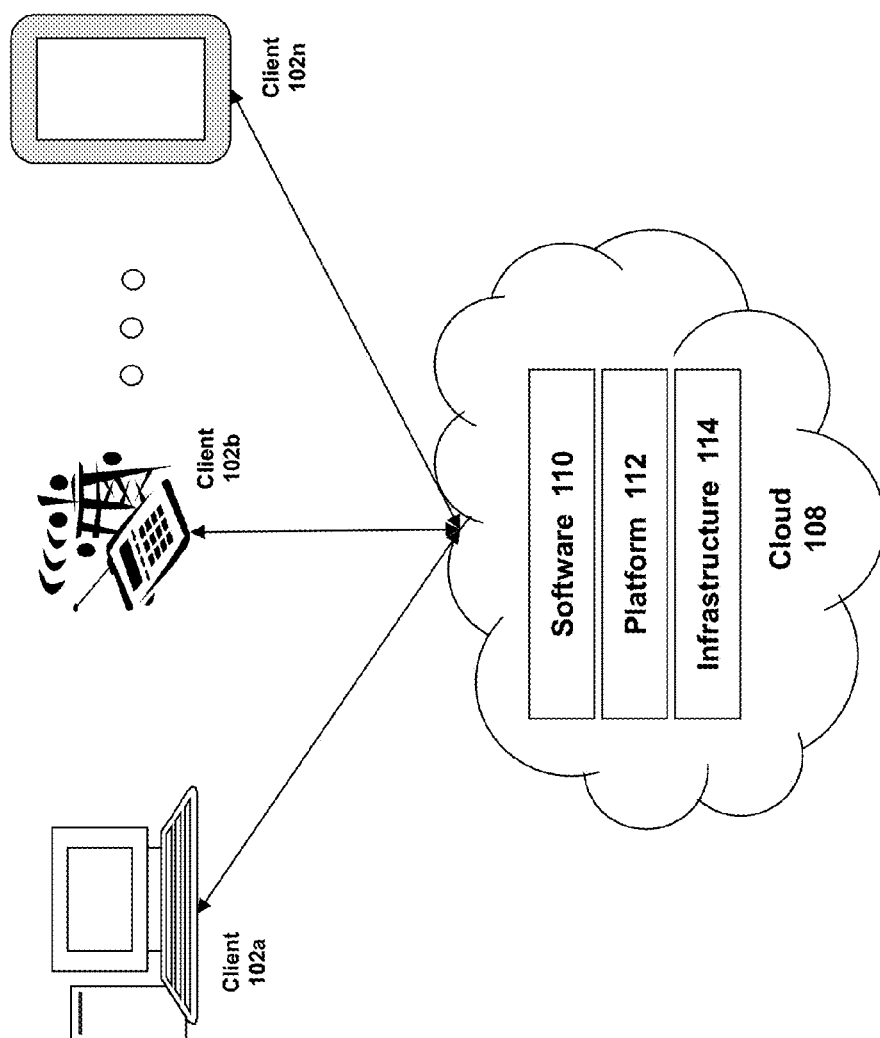 Client
102a
Client
102b
Client
102n
Software 110
Platform 112
Infrastructure 114
Cloud
108